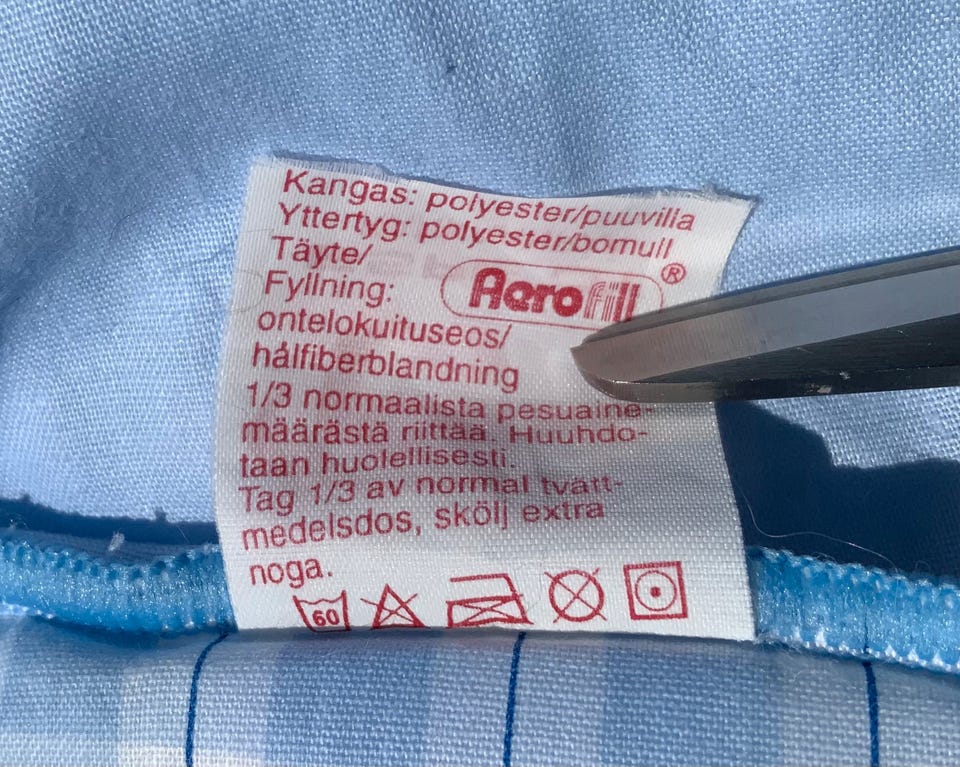 Kangas: polyester/puuvilla
Yttertyg: polyester/bomull
Täyte/
Fyllning:
Aerofill®
ontelokuituseos/
hålfiberblandning
1/3 normaalista pesuaine-
määrästä riittää. Huuhdo-
taan huolellisesti.
Tag 1/3 av normal tvätt-
medelsdos, skölj extra
noga.
60